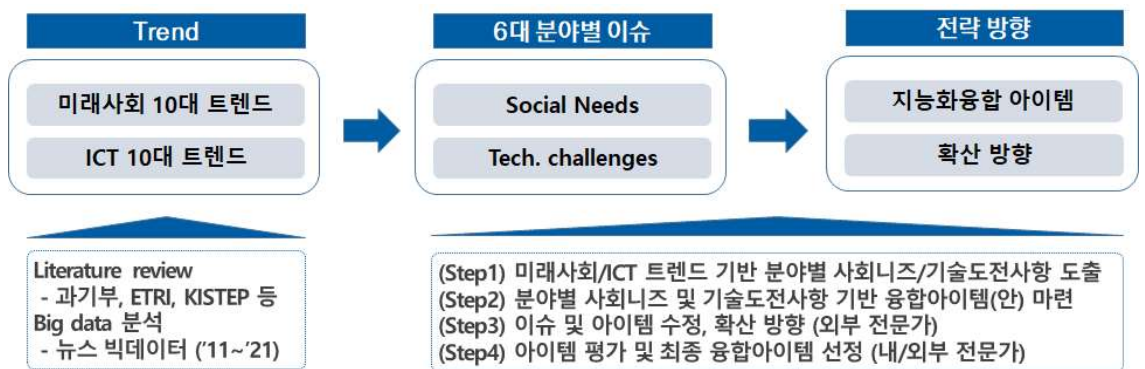 Trend
미래사회 10대 트렌드
ICT 10대 트렌드
6대 분야별 이슈
Social Needs
Tech. challenges
전략 방향
지능화융합 아이템
확산 방향
Literature review
- 과기부, ETRI, KISTEP 등
Big data 분석
- 뉴스 빅데이터 ('11~'21)
(Step1) 미래사회/ICT 트렌드 기반 분야별 사회니즈/기술도전사항 도출
(Step2) 분야별 사회니즈 및 기술도전사항 기반 융합아이템(안) 마련
(Step3) 이슈 및 아이템 수정, 확산 방향 (외부 전문가)
(Step4) 아이템 평가 및 최종 융합아이템 선정 (내/외부 전문가)